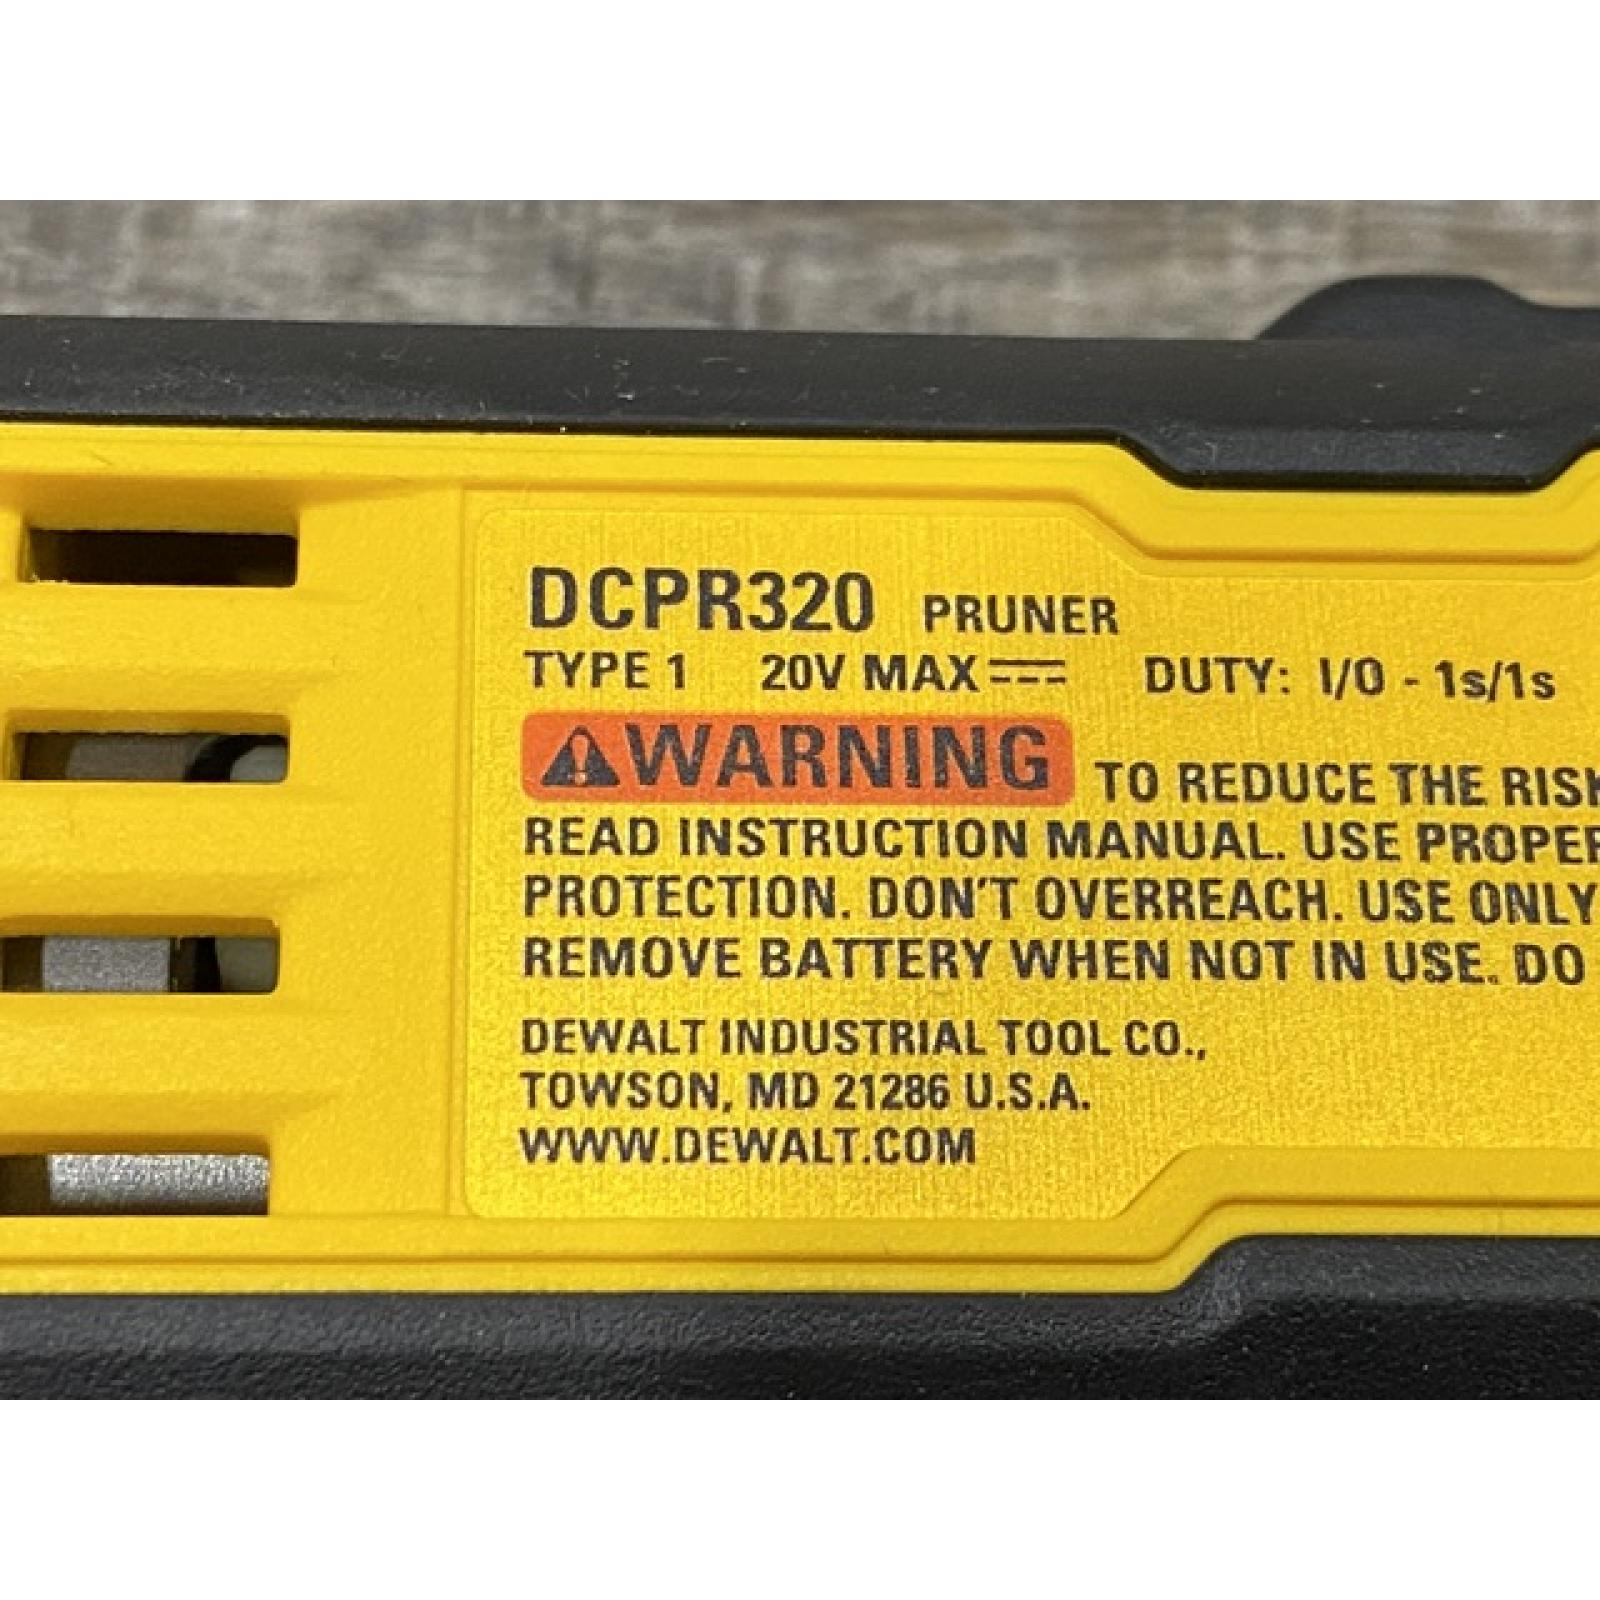 DCPR320 PRUNER
TYPE 1 20V MAX DUTY: I/O - 1s/1s
WARNING TO REDUCE THE RISK
READ INSTRUCTION MANUAL. USE PROPER
PROTECTION. DON'T OVERREACH. USE ONLY
REMOVE BATTERY WHEN NOT IN USE. DO
DEWALT INDUSTRIAL TOOL CO.,
TOWSON, MD 21286 U.S.A.
WWW.DEWALT.COM